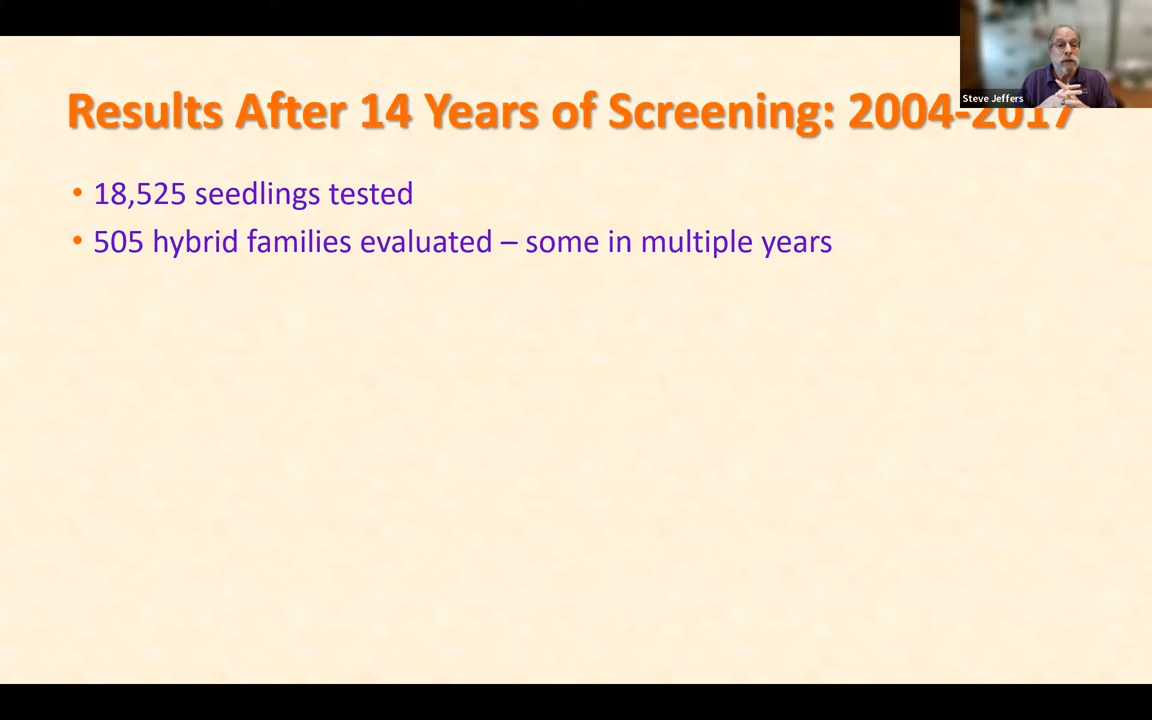 Results After 14 Years of Screening: 2004-2017
Steve Jeffers
• 18,525 seedlings tested
• 505 hybrid families evaluated – some in multiple years